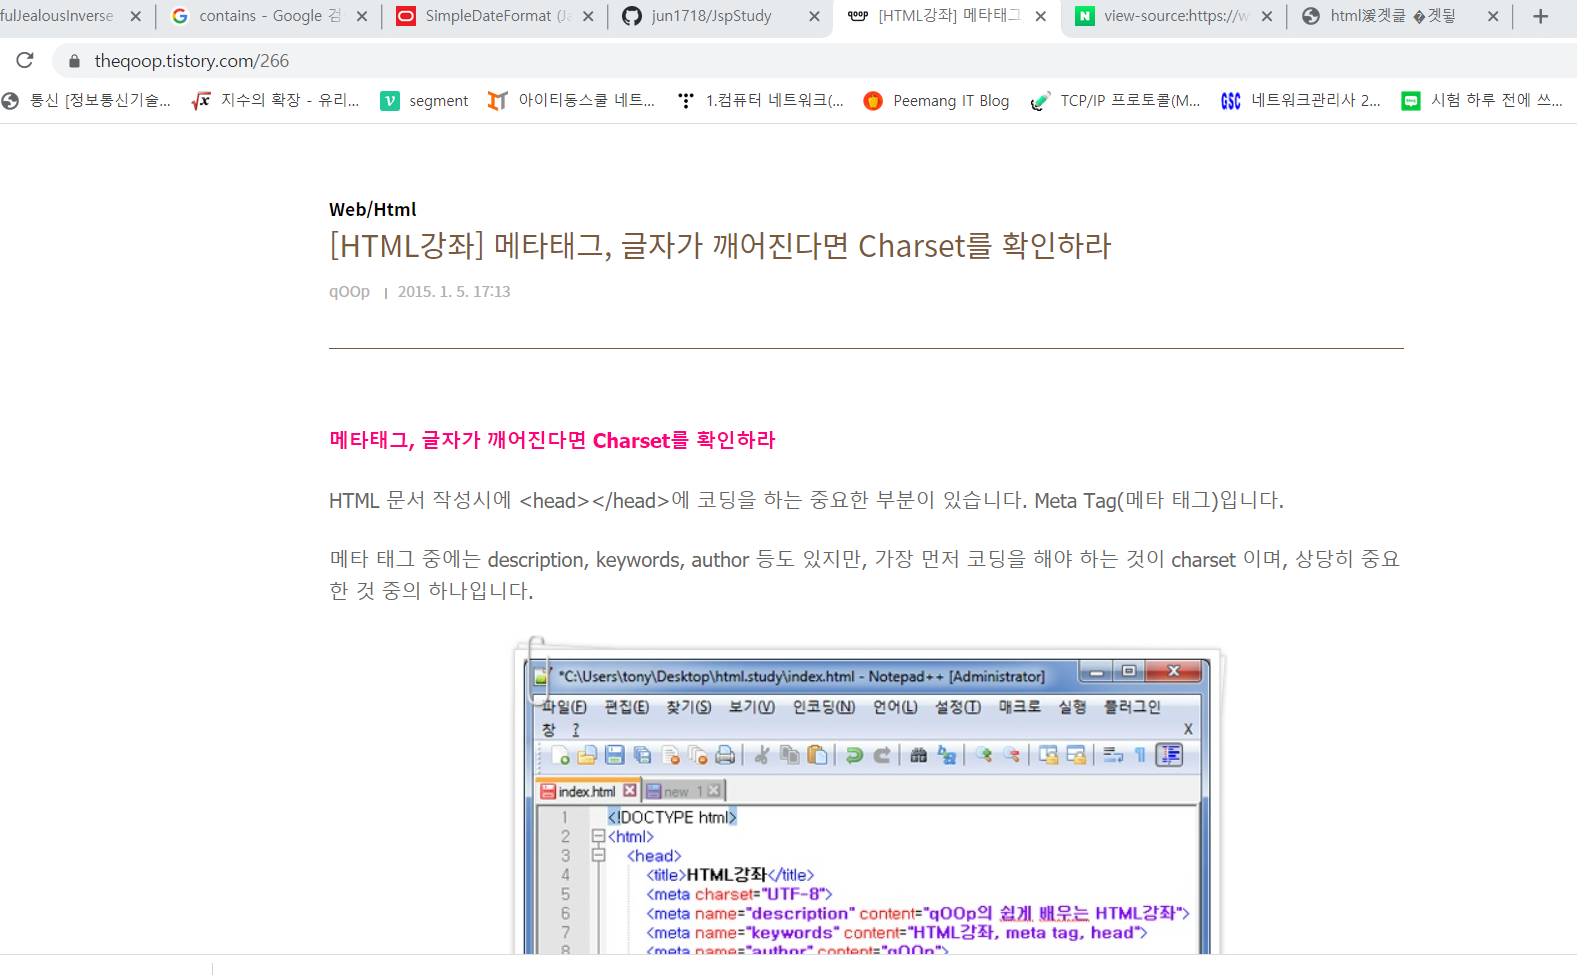 fulJealousInverse
contains - Google 검
SimpleDateFormat (Ja
jun1718/JspStudy
qoop [HTML강좌] 메타태그
N view-source:https://w
theqoop.tistory.com/266
통신 [정보통신기술...
지수의 확장 - 유리...
segment
아이티동스쿨 네트...
1.컴퓨터 네트워크(...
Peemang IT Blog
TCP/IP 프로토콜(M...
GSC 네트워크관리사 2...
시험 하루 전에 쓰...
Web/Html
[HTML강좌] 메타태그, 글자가 깨어진다면 Charset를 확인하라
qOOp | 2015. 1. 5. 17:13
메타태그, 글자가 깨어진다면 Charset를 확인하라
HTML 문서 작성시에 <head></head>에 코딩을 하는 중요한 부분이 있습니다. Meta Tag(메타 태그)입니다.
메타 태그 중에는 description, keywords, author 등도 있지만, 가장 먼저 코딩을 해야 하는 것이 charset 이며, 상당히 중요
한 것 중의 하나입니다.
*C:\Users\tony\Desktop\html.study\index.html - Notepad++ [Administrator]
파일(F) 편집(E) 찾기(S) 보기(V) 인코딩(N) 언어(L) 설정(T) 매크로 실행 플러그인
창 ? X
index.html new 1
1 <!DOCTYPE html>
2 <html>
3 <head>
4 <title>HTML강좌</title>
5 <meta charset="UTF-8">
6 <meta name="description" content="qOOp의 쉽게 배우는 HTML강좌">
7 <meta name="keywords" content="HTML강좌, meta tag, head">
8 <meta name="author" content="qOOp">